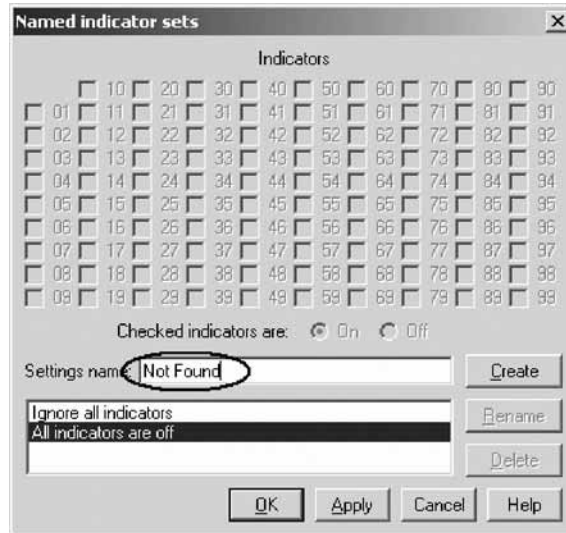 Named indicator sets
Indicators
10 20 30 40 50 60 70 80 90
01 11 21 31 41 51 61 71 81 91
02 12 22 32 42 52 62 72 82 92
03 13 23 33 43 53 63 73 83 93
04 14 24 34 44 54 64 74 84 94
05 15 25 35 45 55 65 75 85 95
06 16 26 36 46 56 66 76 86 96
07 17 27 37 47 57 67 77 87 97
08 18 28 38 48 58 68 78 88 98
09 19 29 39 49 59 69 79 89 99
Checked indicators are: On Off
Settings name: Not Found Create
Ignore all indicators Rename
All indicators are off
Delete
OK Apply Cancel Help